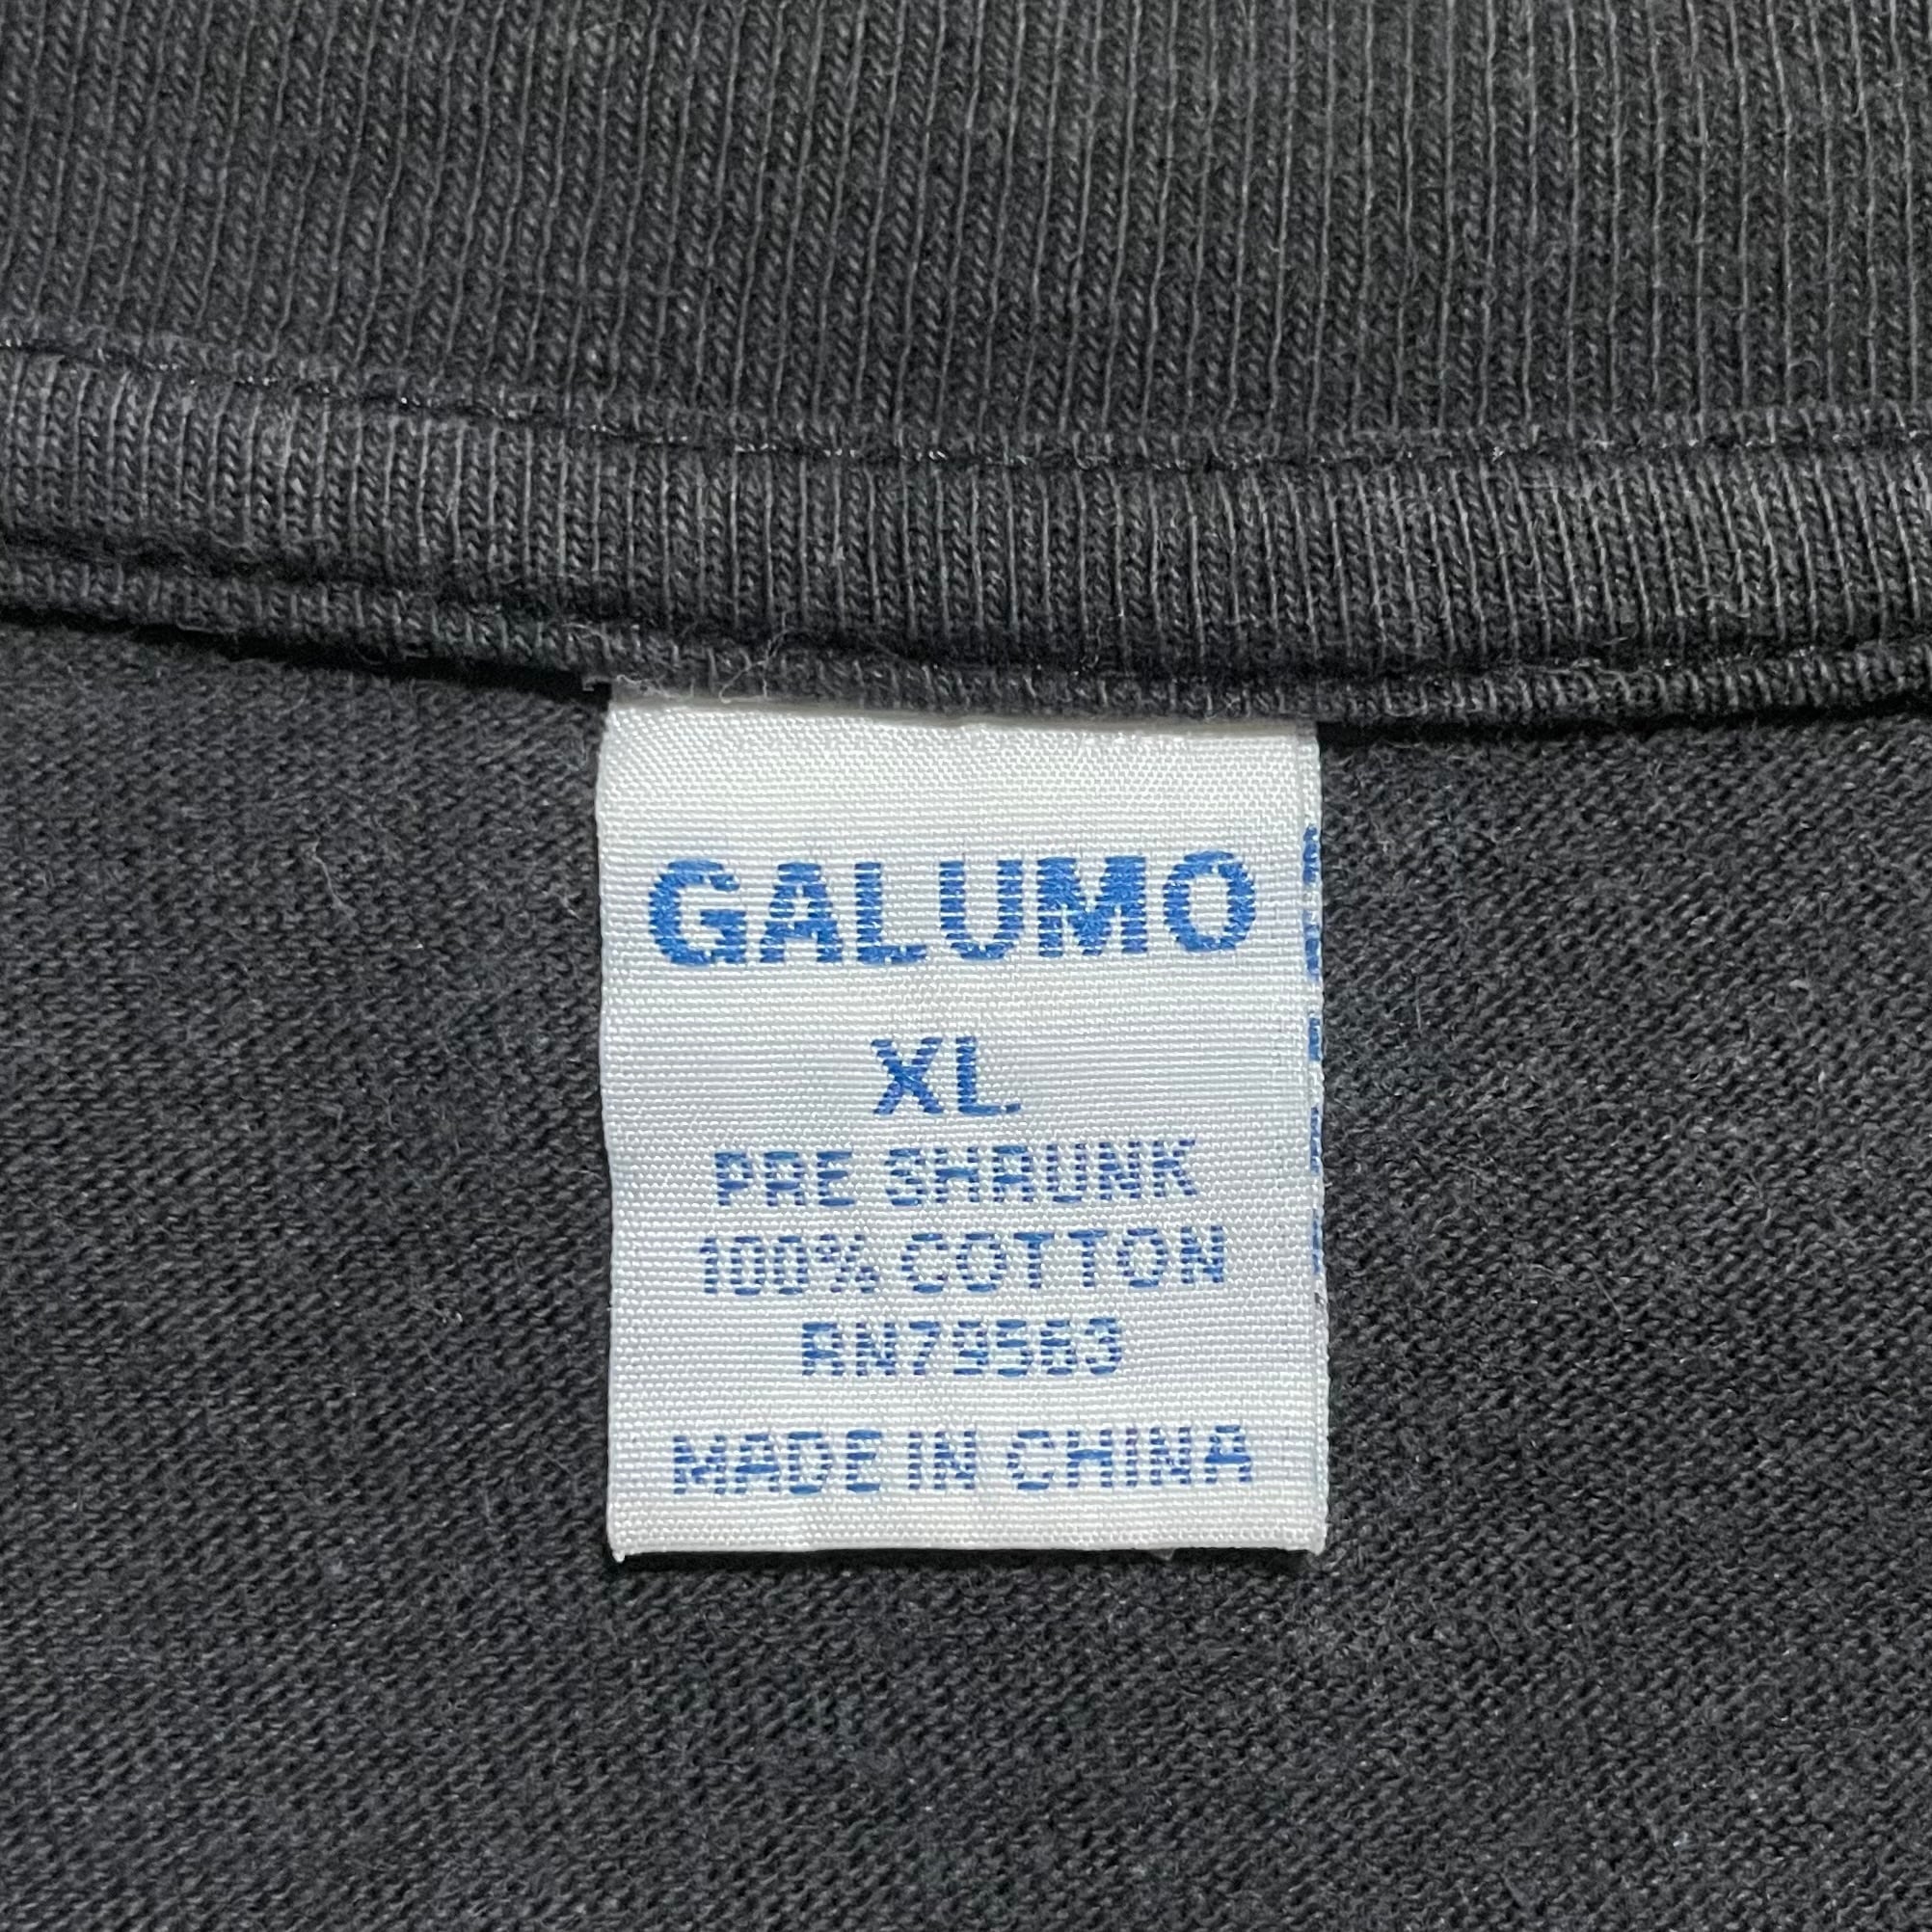 GALUMO
XL
PRE SHRUNK
100% COTTON
RN79563
MADE IN CHINA